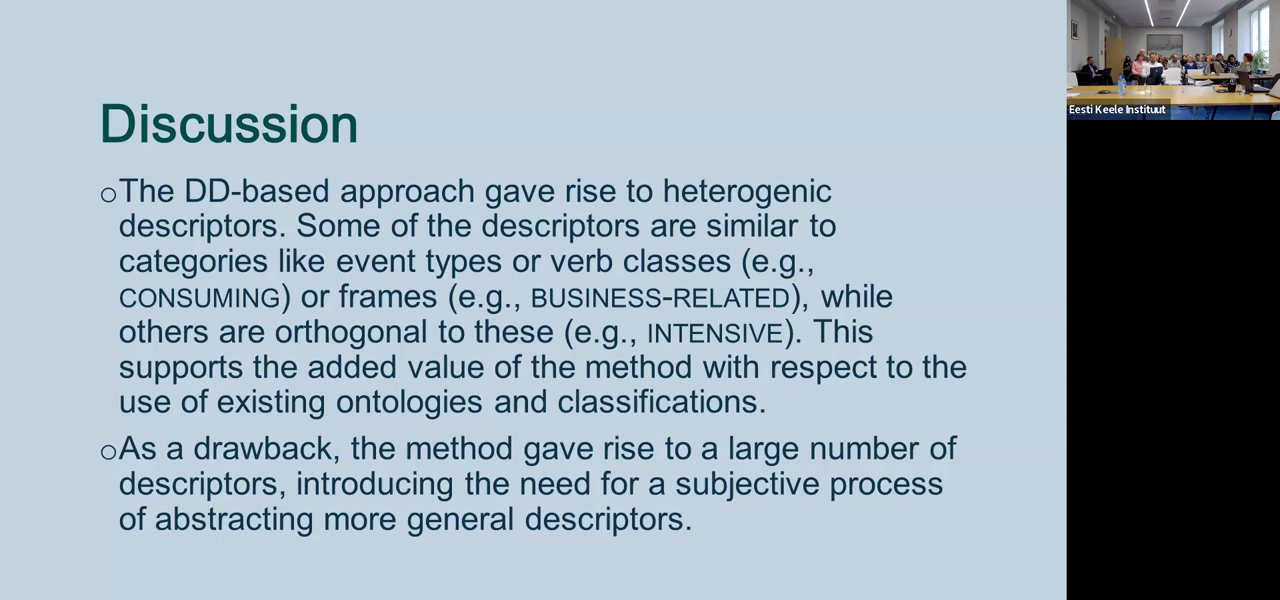 Discussion
○The DD-based approach gave rise to heterogenic
descriptors. Some of the descriptors are similar to
categories like event types or verb classes (e.g.,
CONSUMING) or frames (e.g., BUSINESS-RELATED), while
others are orthogonal to these (e.g., INTENSIVE). This
supports the added value of the method with respect to the
use of existing ontologies and classifications.
○As a drawback, the method gave rise to a large number of
descriptors, introducing the need for a subjective process
of abstracting more general descriptors.
Eesti Keele Instituut